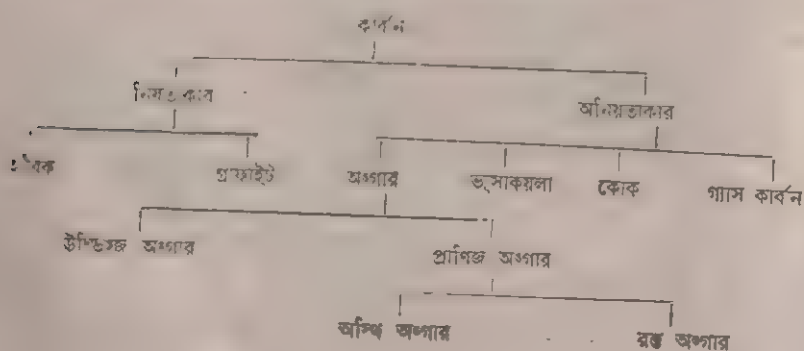 কার্বন
নিয়তাকার
অনিয়তাকার
গ্রাফাইট অঙ্গার ভূসাকয়লা কোক গ্যাস কার্বন
উদ্ভিজ্জ অঙ্গার প্রাণিজ অঙ্গার
অস্থি অঙ্গার রক্ত অঙ্গার